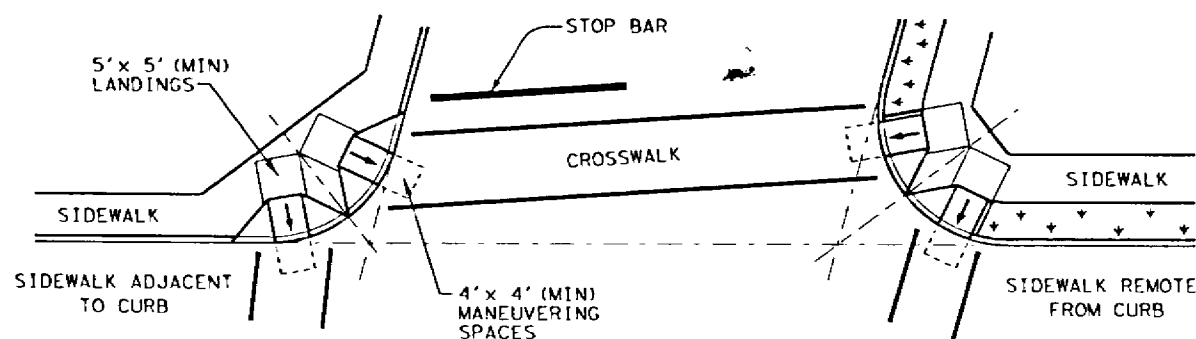 STOP BAR
5' x 5' (MIN)
LANDINGS
CROSSWALK
SIDEWALK
SIDEWALK
SIDEWALK ADJACENT
TO CURB
4' x 4' (MIN)
MANEUVERING
SPACES
SIDEWALK REMOTE
FROM CURB